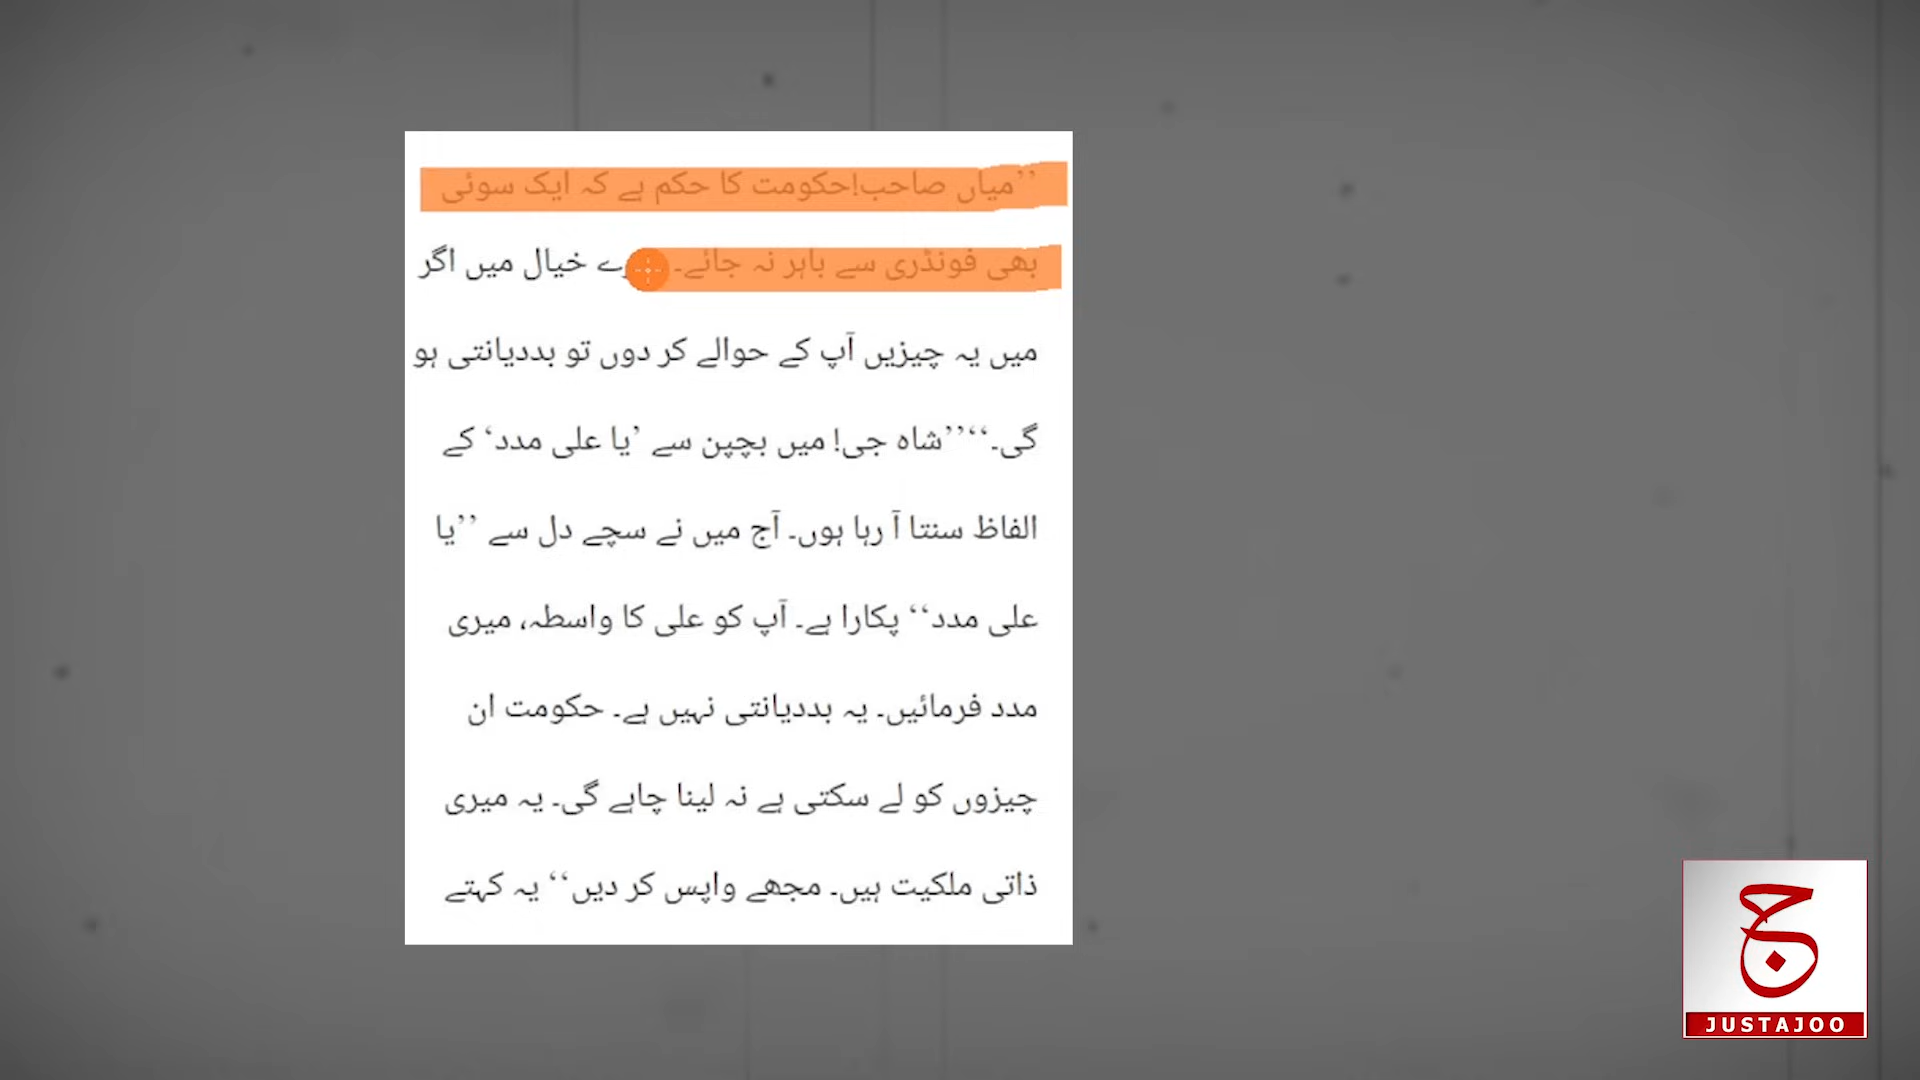 ’’میاں صاحب!حکومت کا حکم ہے کہ ایک سوئی
بھی فونڈری سے باہر نہ جائے۔ خیال میں اگر
میں یہ چیزیں آپ کے حوالے کر دوں تو بددیانتی ہو
گی۔‘‘’’شاہ جی! میں بچپن سے ’یا علی مدد‘ کے
الفاظ سنتا آ رہا ہوں۔ آج میں نے سچے دل سے ’’یا
علی مدد‘‘ پکارا ہے۔ آپ کو علی کا واسطہ، میری
مدد فرمائیں۔ یہ بددیانتی نہیں ہے۔ حکومت ان
چیزوں کو لے سکتی ہے نہ لینا چاہے گی۔ یہ میری
ذاتی ملکیت ہیں۔ مجھے واپس کر دیں‘‘ یہ کہتے
ج
JUSTAJOO